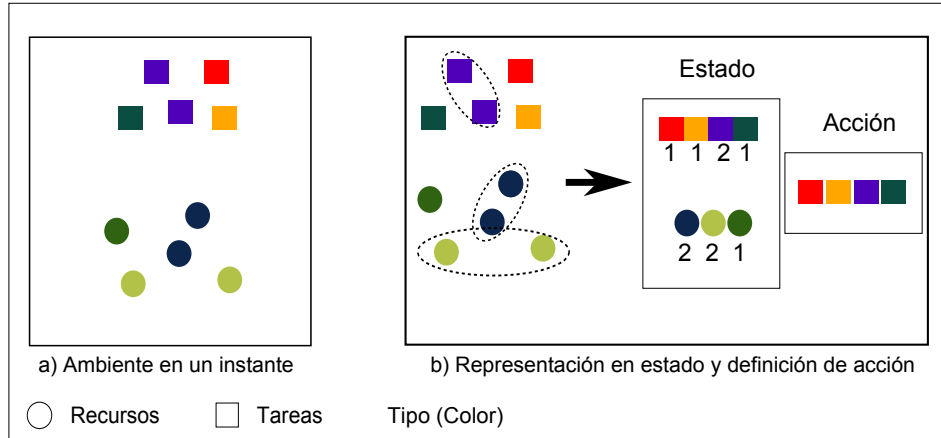 Estado
1 1 2 1
2 2 1
Acción
a) Ambiente en un instante
b) Representación en estado y definición de acción
Recursos
Tareas
Tipo (Color)